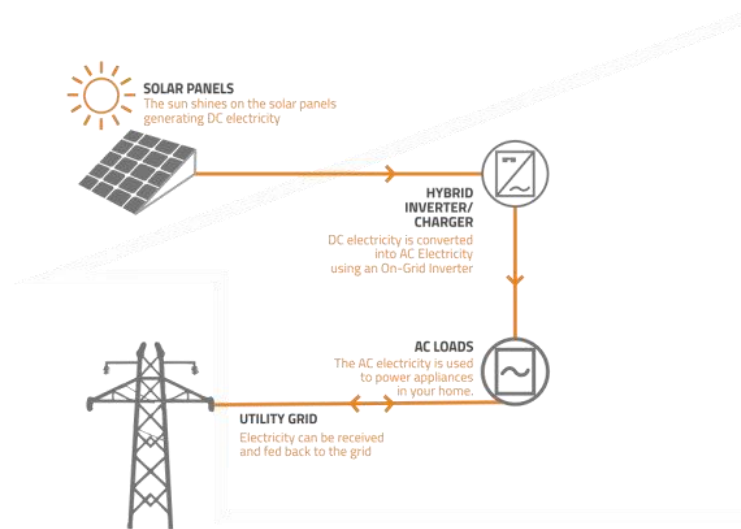 SOLAR PANELS
The sun shines on the solar panels
generating DC electricity
HYBRID
INVERTER/
CHARGER
DC electricity is converted
into AC Electricity
using an On-Grid Inverter
AC LOADS
The AC electricity is used
to power appliances
in your home.
UTILITY GRID
Electricity can be received
and fed back to the grid